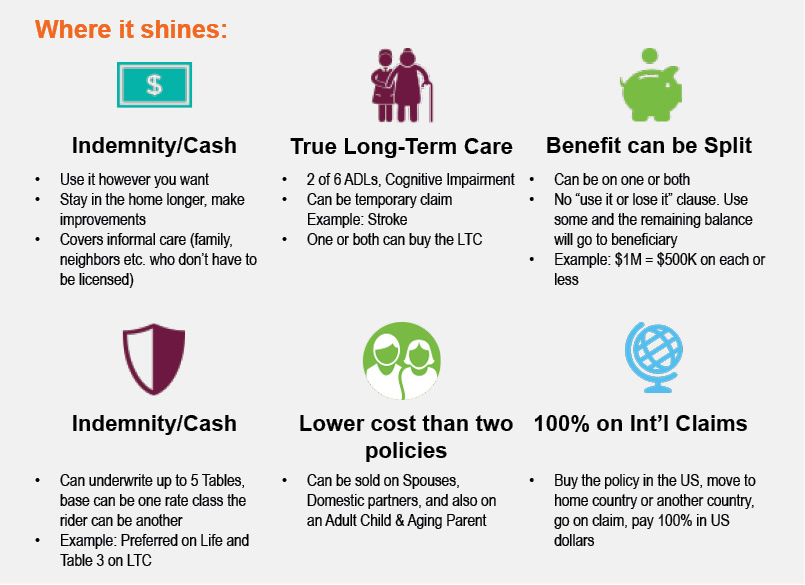 Where it shines:
$
Indemnity/Cash
• Use it however you want
• Stay in the home longer, make
improvements
• Covers informal care (family,
neighbors etc. who don't have to
be licensed)
True Long-Term Care
• 2 of 6 ADLs, Cognitive Impairment
• Can be temporary claim
Example: Stroke
• One or both can buy the LTC
Benefit can be Split
• Can be on one or both
• No “use it or lose it” clause. Use
some and the remaining balance
will go to beneficiary
• Example: $1M = $500K on each or
less
Indemnity/Cash
• Can underwrite up to 5 Tables,
base can be one rate class the
rider can be another
• Example: Preferred on Life and
Table 3 on LTC
Lower cost than two
policies
• Can be sold on Spouses,
Domestic partners, and also on
an Adult Child & Aging Parent
100% on Int'l Claims
• Buy the policy in the US, move to
home country or another country,
go on claim, pay 100% in US
dollars